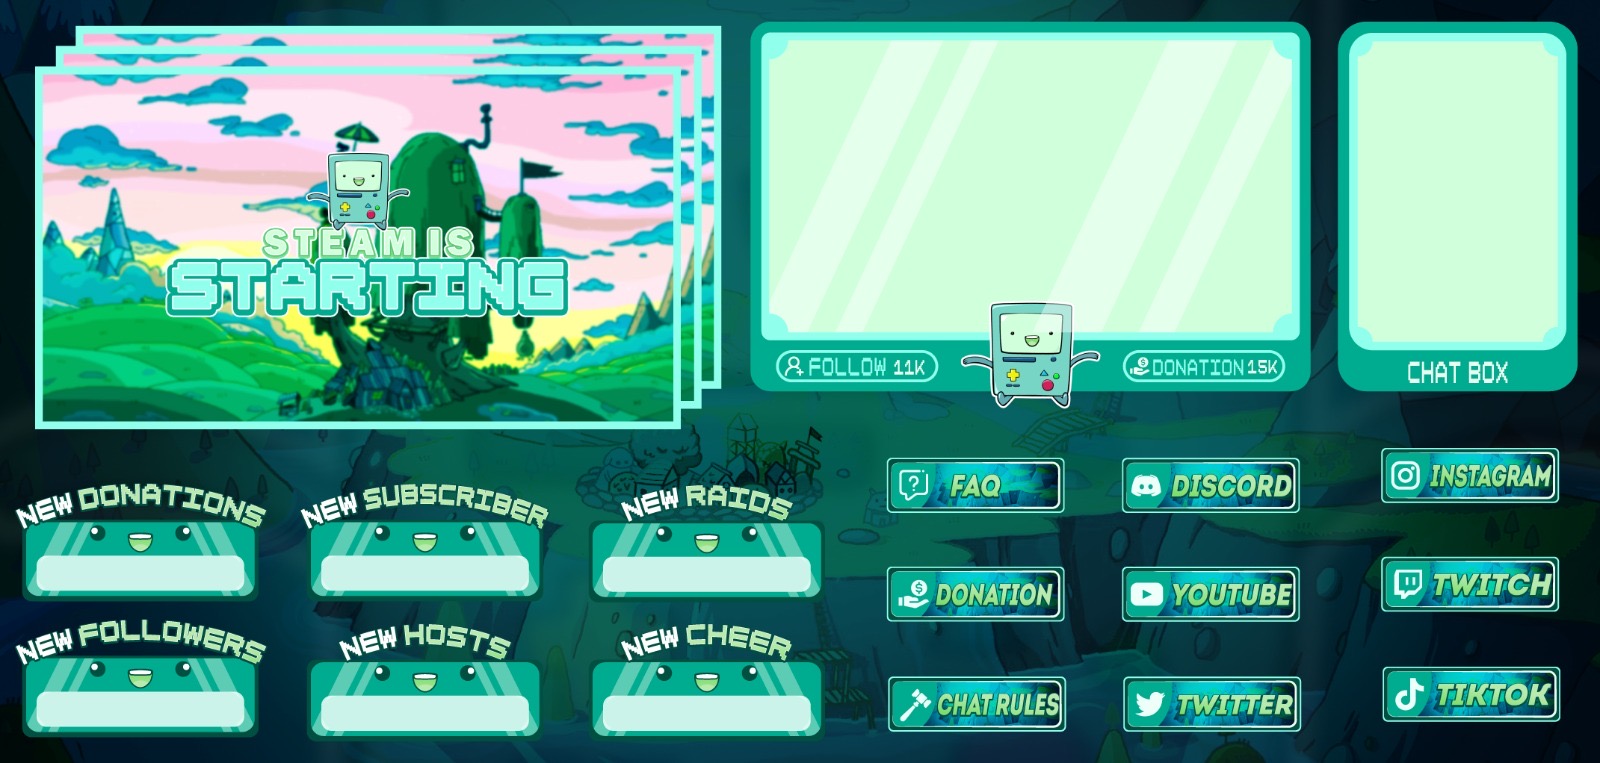 STEAM IS
STARTING
FOLLOW 11K
DONATION 15K
CHAT BOX
NEW DONATIONS
NEW SUBSCRIBER
NEW RAIDS
NEW FOLLOWERS
NEW HOSTS
NEW CHEER
FAQ
DISCORD
INSTAGRAM
DONATION
YOUTUBE
TWITCH
CHAT RULES
TWITTER
TIKTOK